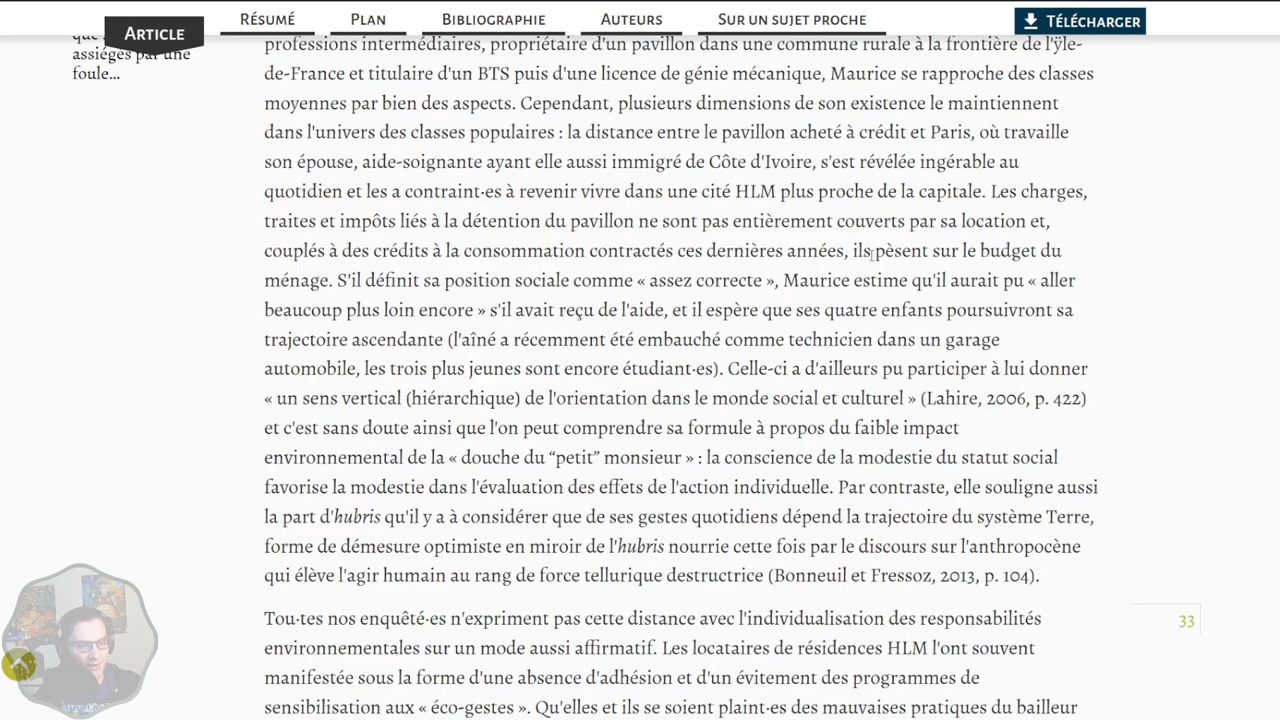 ARTICLE
RÉSUMÉ
PLAN
BIBLIOGRAPHIE
AUTEURS
SUR UN SUJET PROCHE
TÉLÉCHARGER
assiégés par une
foule...
professions intermédiaires, propriétaire d'un pavillon dans une commune rurale à la frontière de l'ÿle-
de-France et titulaire d'un BTS puis d'une licence de génie mécanique, Maurice se rapproche des classes
moyennes par bien des aspects. Cependant, plusieurs dimensions de son existence le maintiennent
dans l'univers des classes populaires : la distance entre le pavillon acheté à crédit et Paris, où travaille
son épouse, aide-soignante ayant elle aussi immigré de Côte d'Ivoire, s'est révélée ingérable au
quotidien et les a contraint·es à revenir vivre dans une cité HLM plus proche de la capitale. Les charges,
traites et impôts liés à la détention du pavillon ne sont pas entièrement couverts par sa location et,
couplés à des crédits à la consommation contractés ces dernières années, ils pèsent sur le budget du
ménage. S'il définit sa position sociale comme « assez correcte », Maurice estime qu'il aurait pu « aller
beaucoup plus loin encore » s'il avait reçu de l'aide, et il espère que ses quatre enfants poursuivront sa
trajectoire ascendante (l'aîné a récemment été embauché comme technicien dans un garage
automobile, les trois plus jeunes sont encore étudiant·es). Celle-ci a d'ailleurs pu participer à lui donner
« un sens vertical (hiérarchique) de l'orientation dans le monde social et culturel » (Lahire, 2006, p. 422)
et c'est sans doute ainsi que l'on peut comprendre sa formule à propos du faible impact
environnemental de la « douche du “petit” monsieur » : la conscience de la modestie du statut social
favorise la modestie dans l'évaluation des effets de l'action individuelle. Par contraste, elle souligne aussi
la part d'hubris qu'il y a à considérer que de ses gestes quotidiens dépend la trajectoire du système Terre,
forme de démesure optimiste en miroir de l'hubris nourrie cette fois par le discours sur l'anthropocène
qui élève l'agir humain au rang de force tellurique destructrice (Bonneuil et Fressoz, 2013, p. 104).
Tou·tes nos enquêté·es n'expriment pas cette distance avec l'individualisation des responsabilités
33
environnementales sur un mode aussi affirmatif. Les locataires de résidences HLM l'ont souvent
manifestée sous la forme d'une absence d'adhésion et d'un évitement des programmes de
sensibilisation aux « éco-gestes ». Qu'elles et ils se soient plaint·es des mauvaises pratiques du bailleur